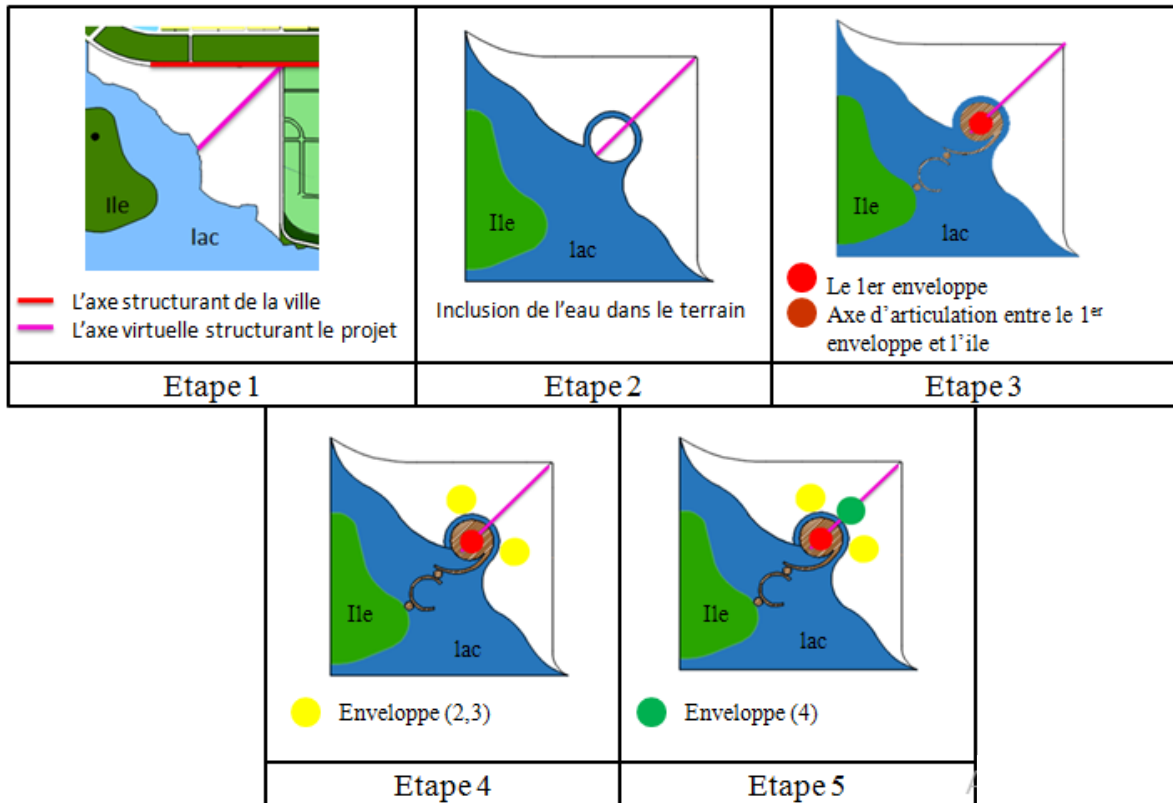 Ile
lac
L'axe structurant de la ville
L'axe virtuelle structurant le projet
Etape 1
Ile
lac
Inclusion de l'eau dans le terrain
Etape 2
Ile
lac
Le 1er enveloppe
Axe d'articulation entre le 1er
enveloppe et l'ile
Etape 3
Ile
lac
Enveloppe (2,3)
Etape 4
Ile
lac
Enveloppe (4)
Etape 5